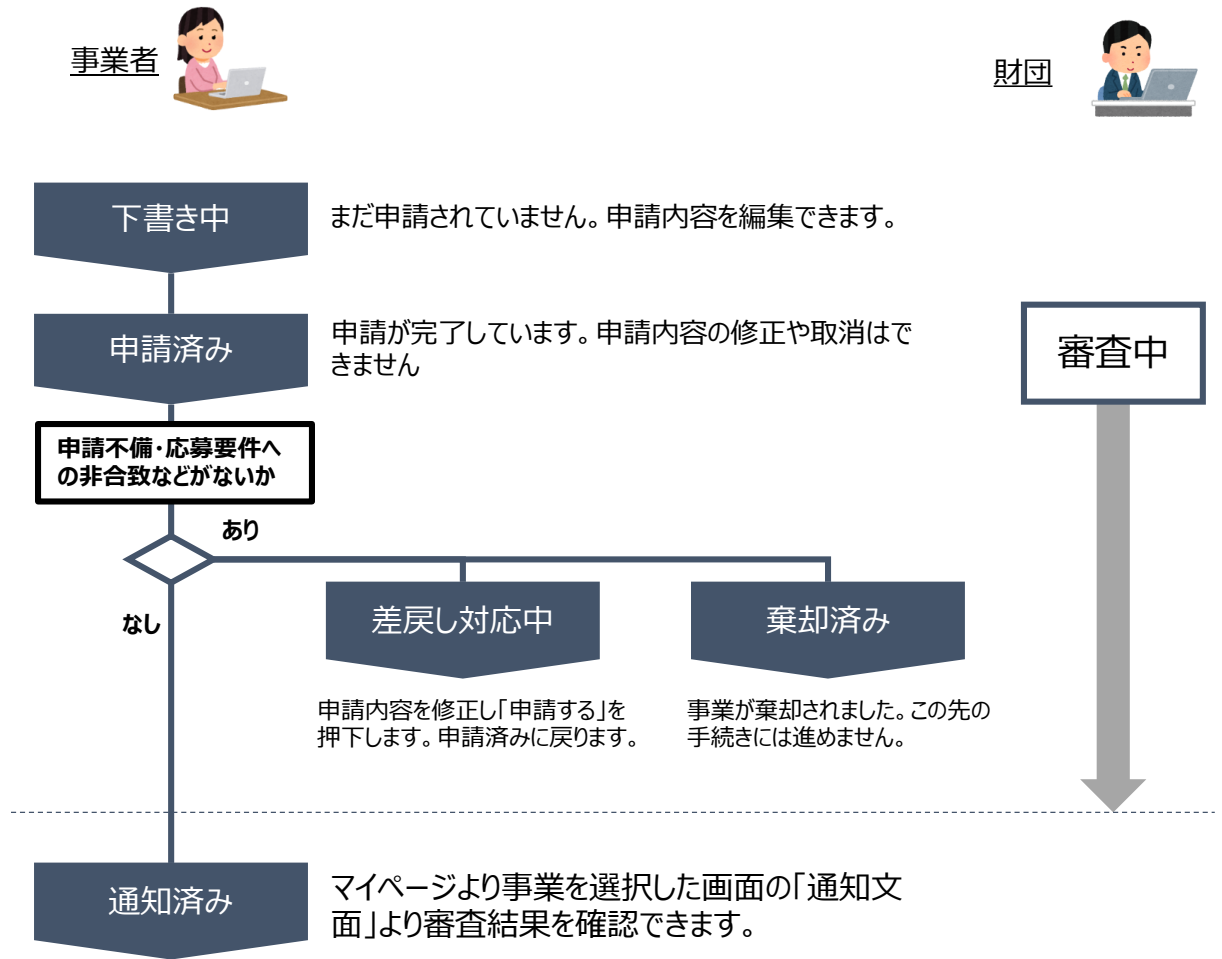 事業者
財団
下書き中
まだ申請されていません。申請内容を編集できます。
申請済み
申請が完了しています。申請内容の修正や取消はで
きません
審査中
申請不備・応募要件へ
の非合致などがないか
あり
なし
差戻し対応中
棄却済み
申請内容を修正し「申請する」を
押下します。申請済みに戻ります。
事業が棄却されました。この先の
手続きには進めません。
通知済み
マイページより事業を選択した画面の「通知文
面」より審査結果を確認できます。